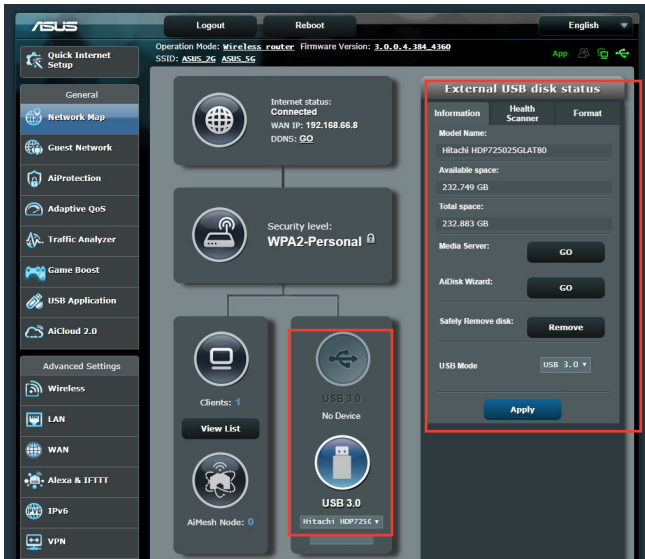 ASUS
Logout
Reboot
English
Quick Internet
Setup
Operation Mode: Wireless router Firmware Version: 3.0.0.4.384_4360
SSID: ASUS_2G ASUS_5G
App
General
Network Map
Guest Network
AiProtection
Adaptive QoS
Traffic Analyzer
Game Boost
USB Application
AiCloud 2.0
Advanced Settings
Wireless
LAN
WAN
Alexa & IFTTT
IPv6
VPN
Internet status:
Connected
WAN IP: 192.168.66.8
DDNS: GO
Security level:
WPA2-Personal
Clients: 1
View List
AiMesh Node: 0
USB 3.0
No Device
USB 3.0
Hitachi HDP725(
External USB disk status
Information
Health
Scanner
Format
Model Name:
Hitachi HDP725025GLAT80
Available space:
232.749 GB
Total space:
232.883 GB
Media Server:
GO
AiDisk Wizard:
GO
Safely Remove disk:
Remove
USB Mode
USB 3.0
Apply